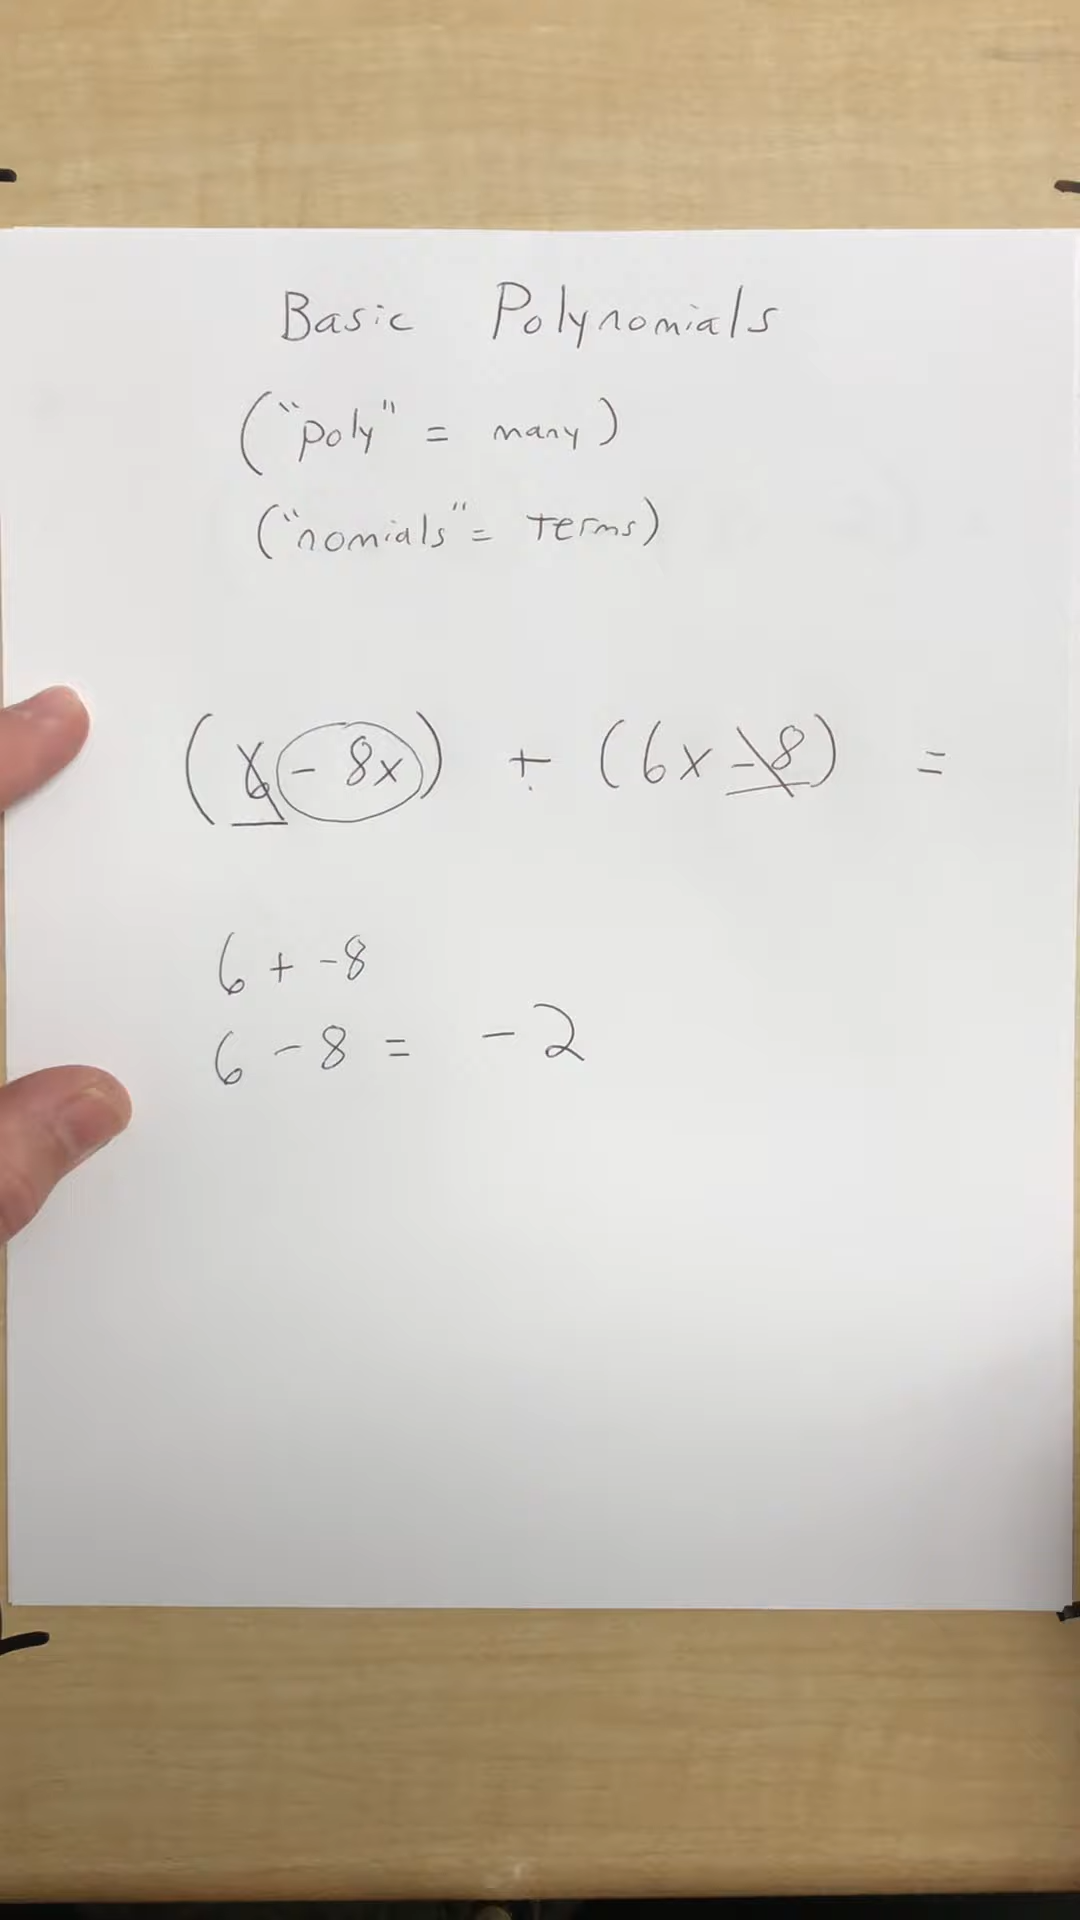 Basic Polynomials
("poly" = many)
("nomials" = terms)
(6 - 8x) + (6x - 8) =
6 + -8
6 - 8 = -2